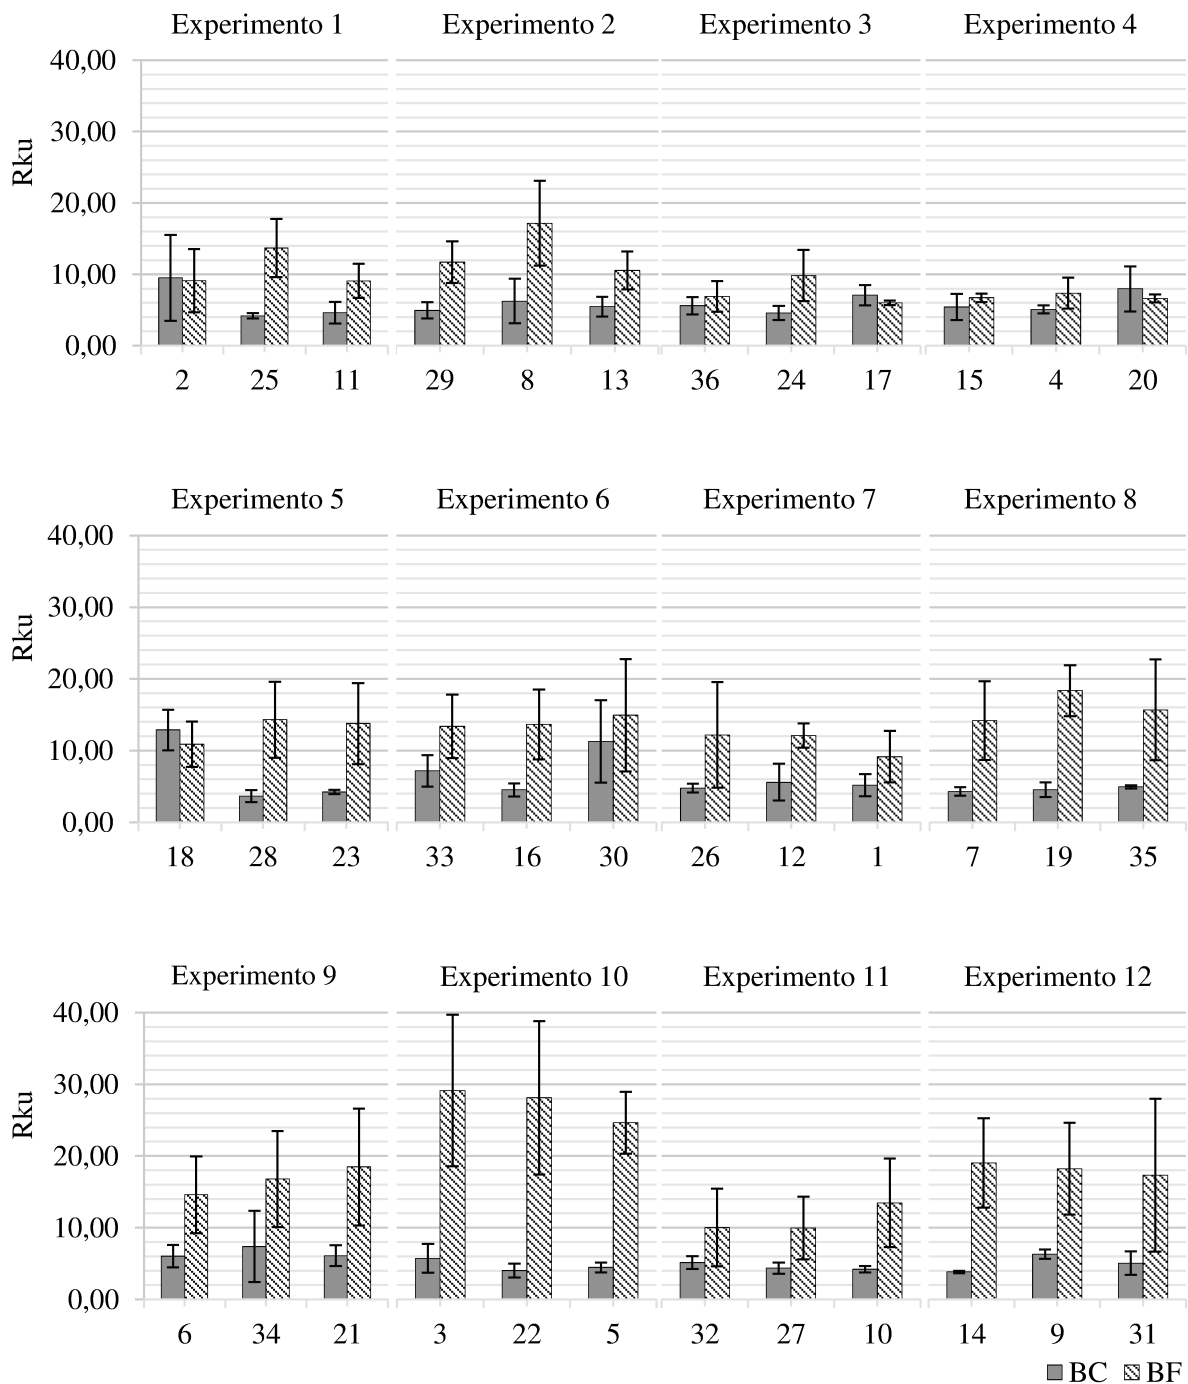 Experimento 1 Experimento 2 Experimento 3 Experimento 4
40,00
30,00
Rku
20,00
10,00
0,00
2 25 11 29 8 13 36 24 17 15 4 20
Experimento 5 Experimento 6 Experimento 7 Experimento 8
40,00
30,00
Rku
20,00
10,00
0,00
18 28 23 33 16 30 26 12 1 7 19 35
Experimento 9 Experimento 10 Experimento 11 Experimento 12
40,00
30,00
Rku
20,00
10,00
0,00
6 34 21 3 22 5 32 27 10 14 9 31
BC BF